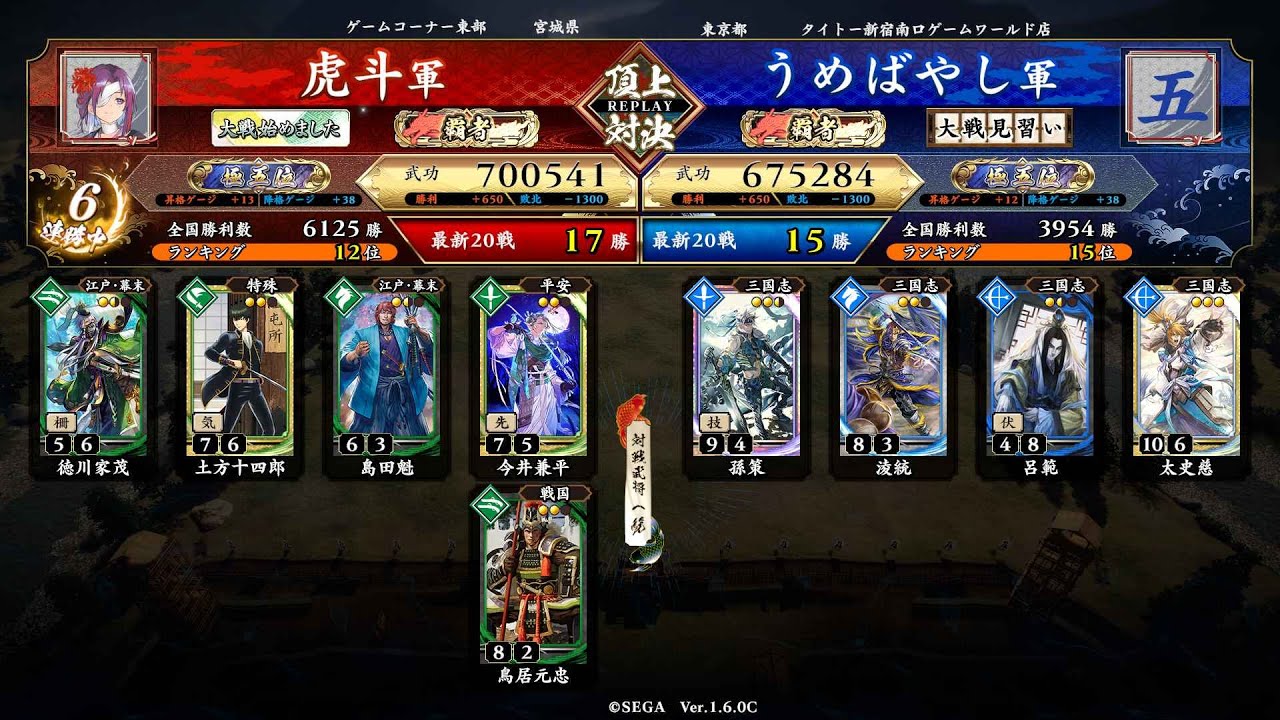 ゲームコーナー東部 宮城県
東京都 タイトー新宿南口ゲームワールド店
虎斗軍
頂上
REPLAY
対決
うめばやし軍
五
大戦始めました
覇者
覇者
大戦見習い
6
連勝中
極王位
武功 700541
勝利 +650 敗北 -1300
武功 675284
勝利 +650 敗北 -1300
極王位
昇格ゲージ +13 降格ゲージ +38
昇格ゲージ +12 降格ゲージ +38
全国勝利数 6125勝
最新20戦 17勝
最新20戦 15勝
全国勝利数 3954勝
ランキング 12位
ランキング 15位
江戸・幕末
特殊
江戸・幕末
平安
三国志
三国志
三国志
三国志
屯所
柵
5 6
気
7 6
6 3
先
7 5
技
9 4
8 3
伏
4 8
10 6
徳川家茂
土方十四郎
島田魁
今井兼平
孫策
凌統
呂範
太史慈
対戦武将一覧
戦国
8 2
鳥居元忠
©SEGA Ver.1.6.0C